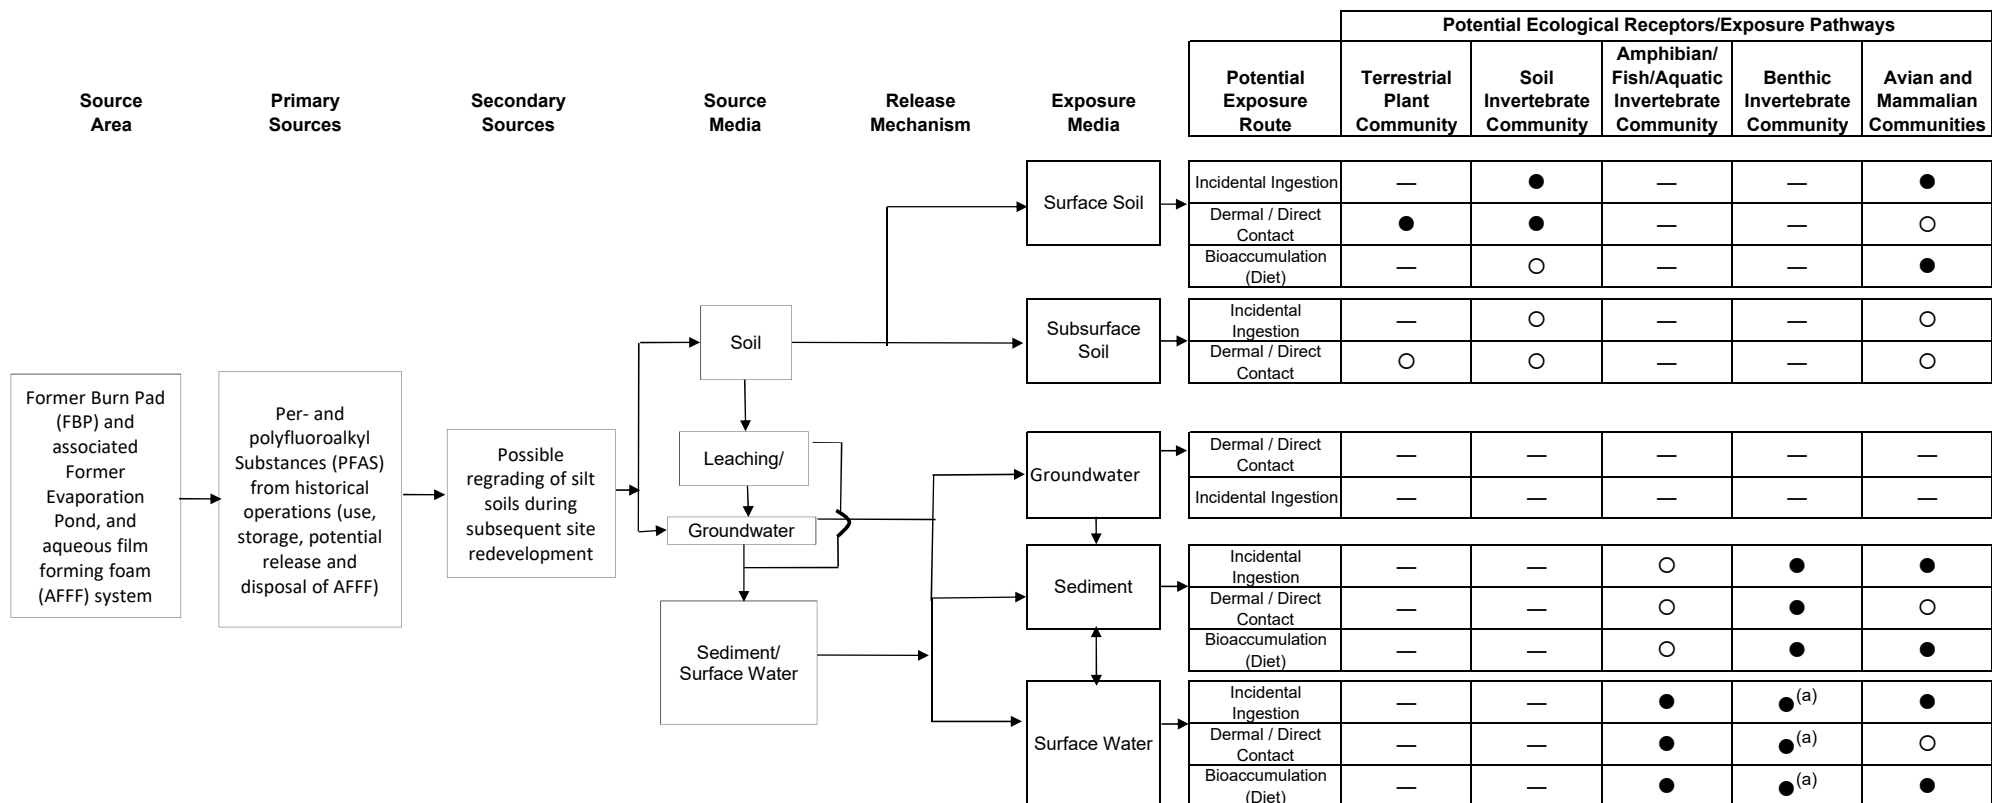 Potential Ecological Receptors/Exposure Pathways
Source
Area
Primary
Sources
Secondary
Sources
Source
Media
Release
Mechanism
Exposure
Media
Potential
Exposure
Route
Terrestrial
Plant
Community
Soil
Invertebrate
Community
Amphibian/
Fish/Aquatic
Invertebrate
Community
Benthic
Invertebrate
Community
Avian and
Mammalian
Communities
Former Burn Pad
(FBP) and
associated
Former
Evaporation
Pond, and
aqueous film
forming foam
(AFFF) system
Per- and
polyfluoroalkyl
Substances (PFAS)
from historical
operations (use,
storage, potential
release and
disposal of AFFF)
Possible
regrading of silt
soils during
subsequent site
redevelopment
Soil
Leaching/
Groundwater
Sediment/
Surface Water
Surface Soil
Incidental Ingestion — ● — — ●
Dermal / Direct
Contact ● ● — — ○
Bioaccumulation
(Diet) — ○ — — ●
Subsurface
Soil
Incidental
Ingestion — ○ — — ○
Dermal / Direct
Contact ○ ○ — — ○
Groundwater
Dermal / Direct
Contact — — — — —
Incidental Ingestion — — — — —
Sediment
Incidental
Ingestion — — ○ ● ●
Dermal / Direct
Contact — — ○ ● ○
Bioaccumulation
(Diet) — — ○ ● ●
Surface Water
Incidental
Ingestion — — ● ●(a) ●
Dermal / Direct
Contact — — ● ●(a) ○
Bioaccumulation
(Diet) — — ● ●(a) ●